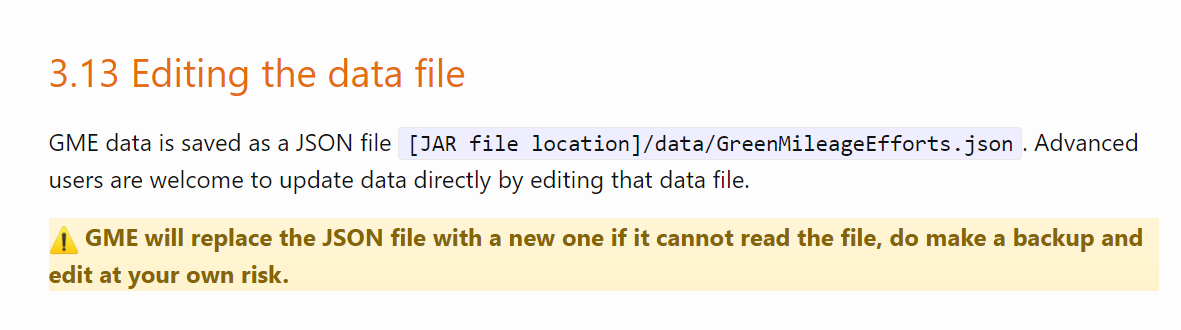 3.13 Editing the data file
GME data is saved as a JSON file [JAR file location]/data/GreenMileageEfforts.json . Advanced
users are welcome to update data directly by editing that data file.
⚠️ GME will replace the JSON file with a new one if it cannot read the file, do make a backup and
edit at your own risk.